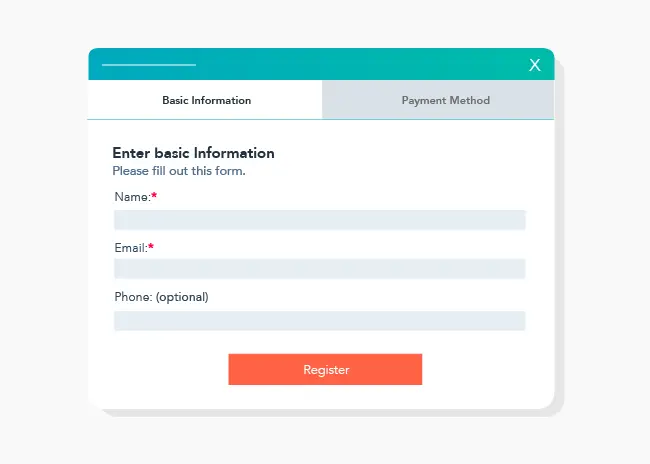 X
Basic Information
Payment Method
Enter basic Information
Please fill out this form.
Name:*
Email:*
Phone: (optional)
Register